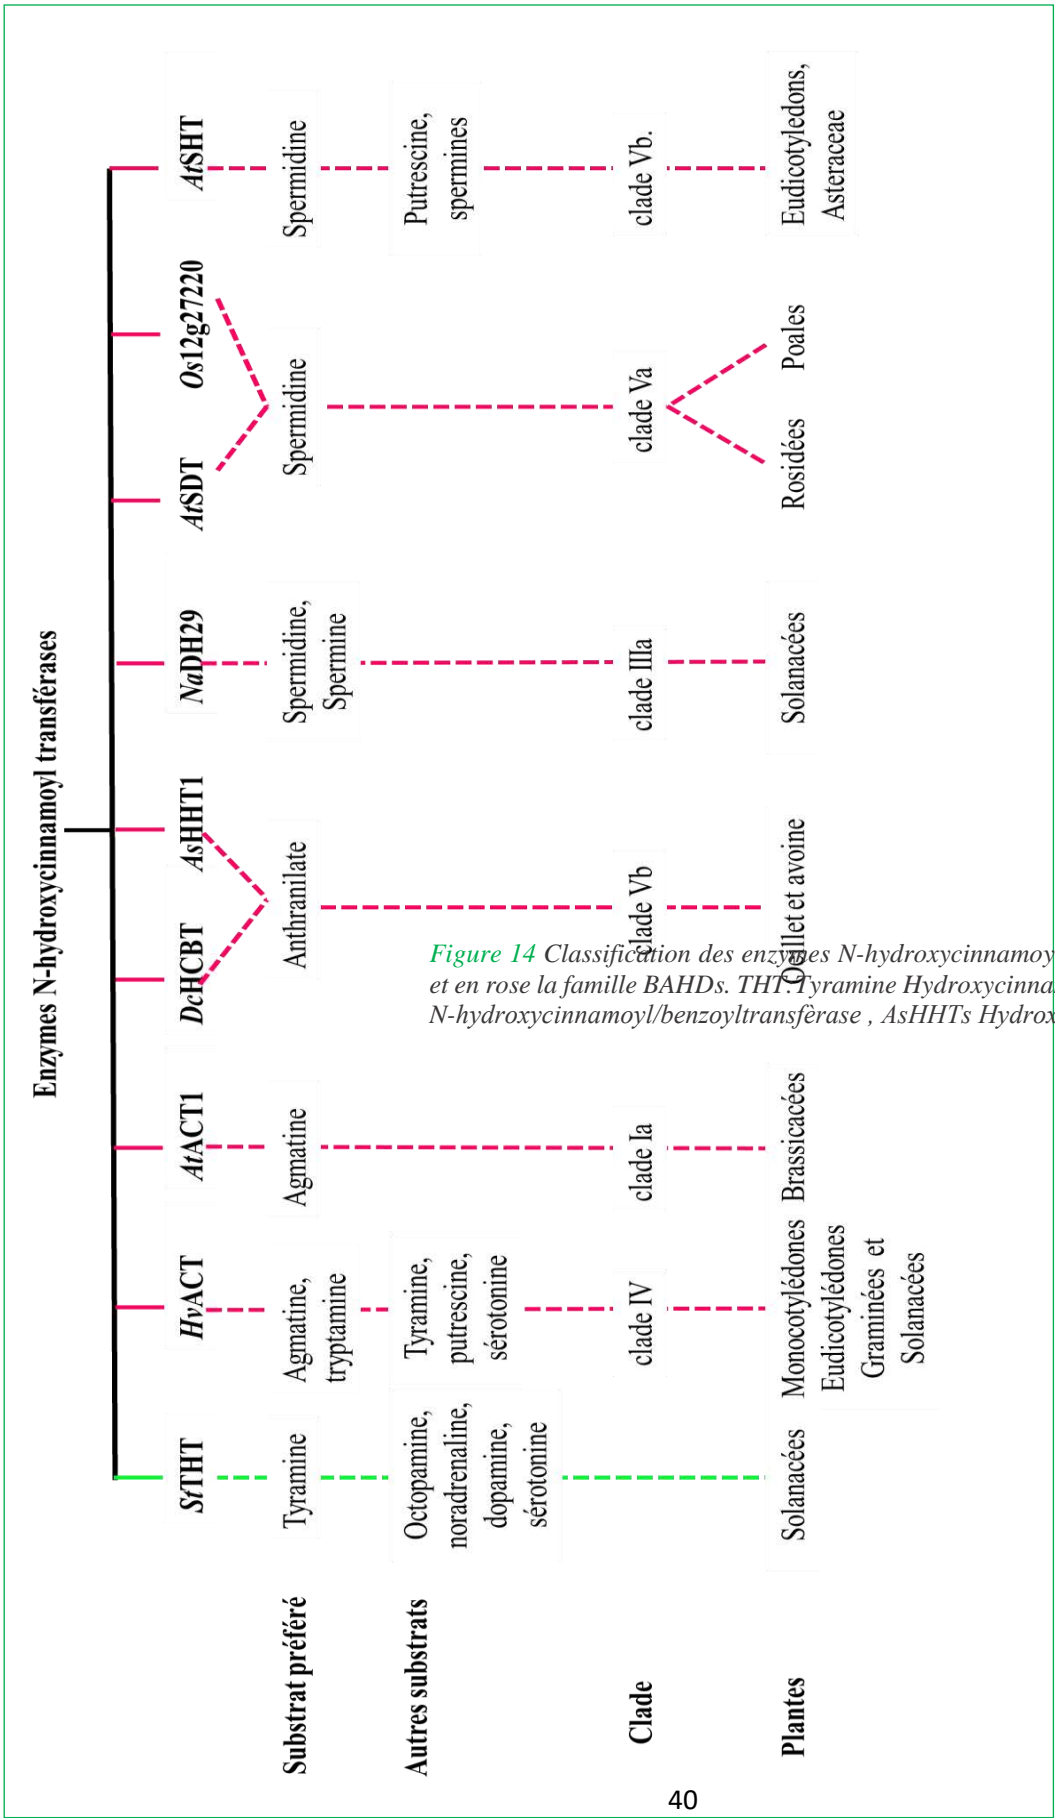 Enzymes N-hydroxycinnamoyl transférases
StTHT
HvACT
AtACT1
DcHCBT
AsHHT1
NaDH29
AtSDT
Os12g27220
AtSHT
Substrat préféré
Tyramine
Agmatine,
tryptamine
Agmatine
Anthranilate
Spermidine,
Spermine
Spermidine
Spermidine
Autres substrats
Octopamine,
noradrenaline,
dopamine,
sérotonine
Tyramine,
putrescine,
sérotonine
Putrescine,
spermines
Clade
clade IV
clade Ia
clade Vb
clade IIIa
clade Va
clade Vb.
Plantes
Solanacées
Monocotylédones
Eudicotylédones
Graminées et
Solanacées
Brassicacées
Oeillet et avoine
Solanacées
Rosidées
Poales
Eudicotyledons,
Asteraceae
Figure 14 Classification des enzymes N-hydroxycinnamoy
et en rose la famille BAHDs. THT:Tyramine Hydroxycinna
N-hydroxycinnamoyl/benzoyltransfèrase , AsHHTs Hydrox
40